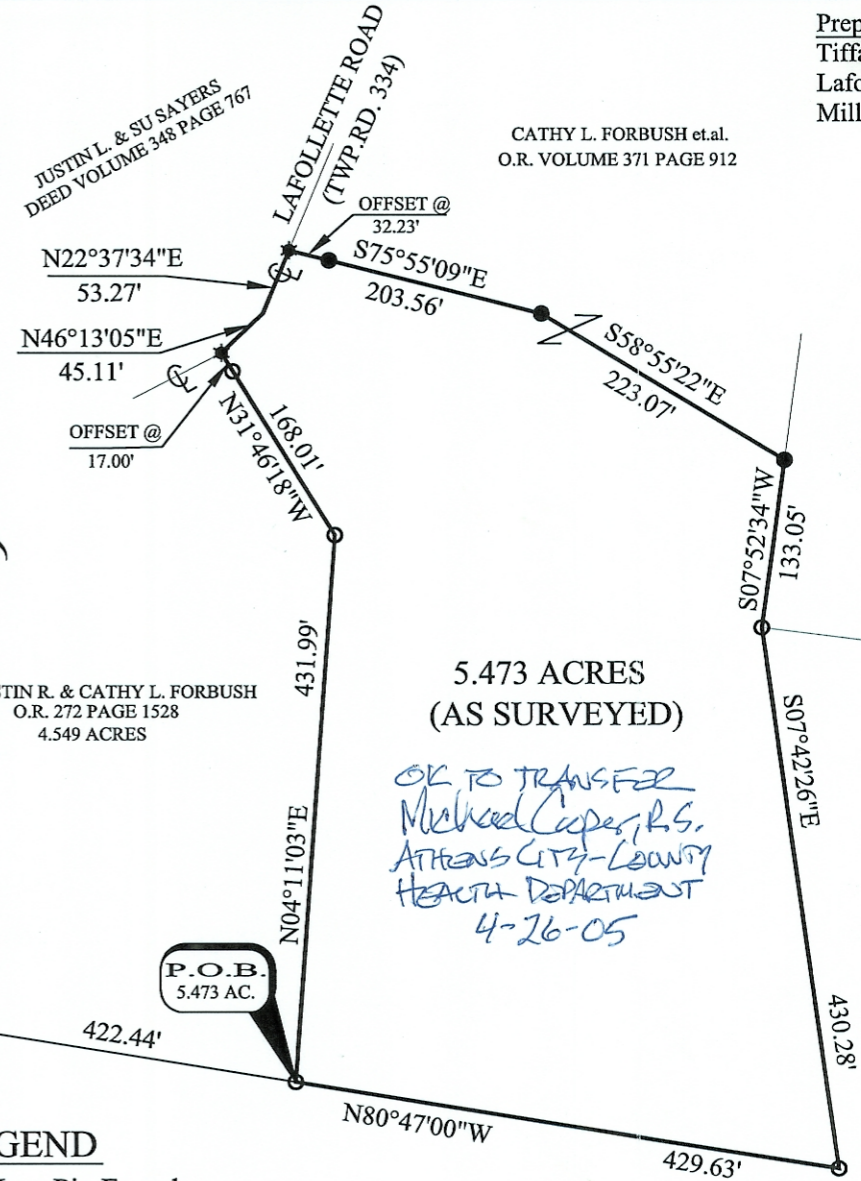 Prep
Tiffa
Lafo
Mill
JUSTIN L. & SU SAYERS
DEED VOLUME 348 PAGE 767
LAFOLLETTE ROAD
(TWP.RD. 334)
CATHY L. FORBUSH et.al.
O.R. VOLUME 371 PAGE 912
OFFSET @
32.23'
N22°37'34"E
53.27'
S75°55'09"E
203.56'
N46°13'05"E
45.11'
S58°55'22"E
223.07'
OFFSET @
17.00'
168.01'
N31°46'18"W
S07°52'34"W
133.05'
431.99'
N04°11'03"E
TIN R. & CATHY L. FORBUSH
O.R. 272 PAGE 1528
4.549 ACRES
5.473 ACRES
(AS SURVEYED)
S07°42'26"E
430.28'
OK TO TRANSFER
Michael Cooper, R.S.
ATHENS CITY-COUNTY
HEALTH DEPARTMENT
4-26-05
P.O.B.
5.473 AC.
422.44'
N80°47'00"W
429.63'
GEND